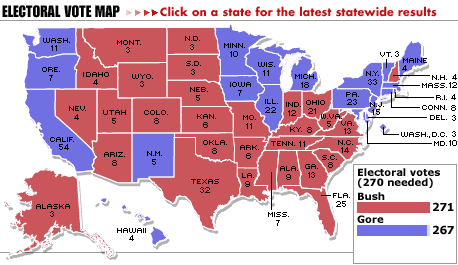 ELECTORAL VOTE MAP
Click on a state for the latest statewide results
WASH. 11
ORE. 7
CALIF. 54
NEV. 4
IDAHO 4
MONT. 3
WYO. 3
UTAH 5
ARIZ. 8
COLO. 8
N.M. 5
N.D. 3
S.D. 3
NEB. 5
KAN. 6
OKLA. 8
TEXAS 32
MINN. 10
IOWA 7
MO. 11
ARK. 6
LA. 9
WIS. 11
ILL. 22
MICH. 18
IND. 12
OHIO 21
KY. 8
TENN. 11
MISS. 7
ALA. 9
GA. 13
FLA. 25
S.C. 8
N.C. 14
VA. 13
W.VA. 5
PA. 23
N.Y. 33
VT. 3
MAINE 4
N.H. 4
MASS. 12
R.I. 4
CONN. 8
N.J. 15
DEL. 3
WASH., D.C. 3
MD. 10
ALASKA 3
HAWAII 4
Electoral votes
(270 needed)
Bush
271
Gore
267